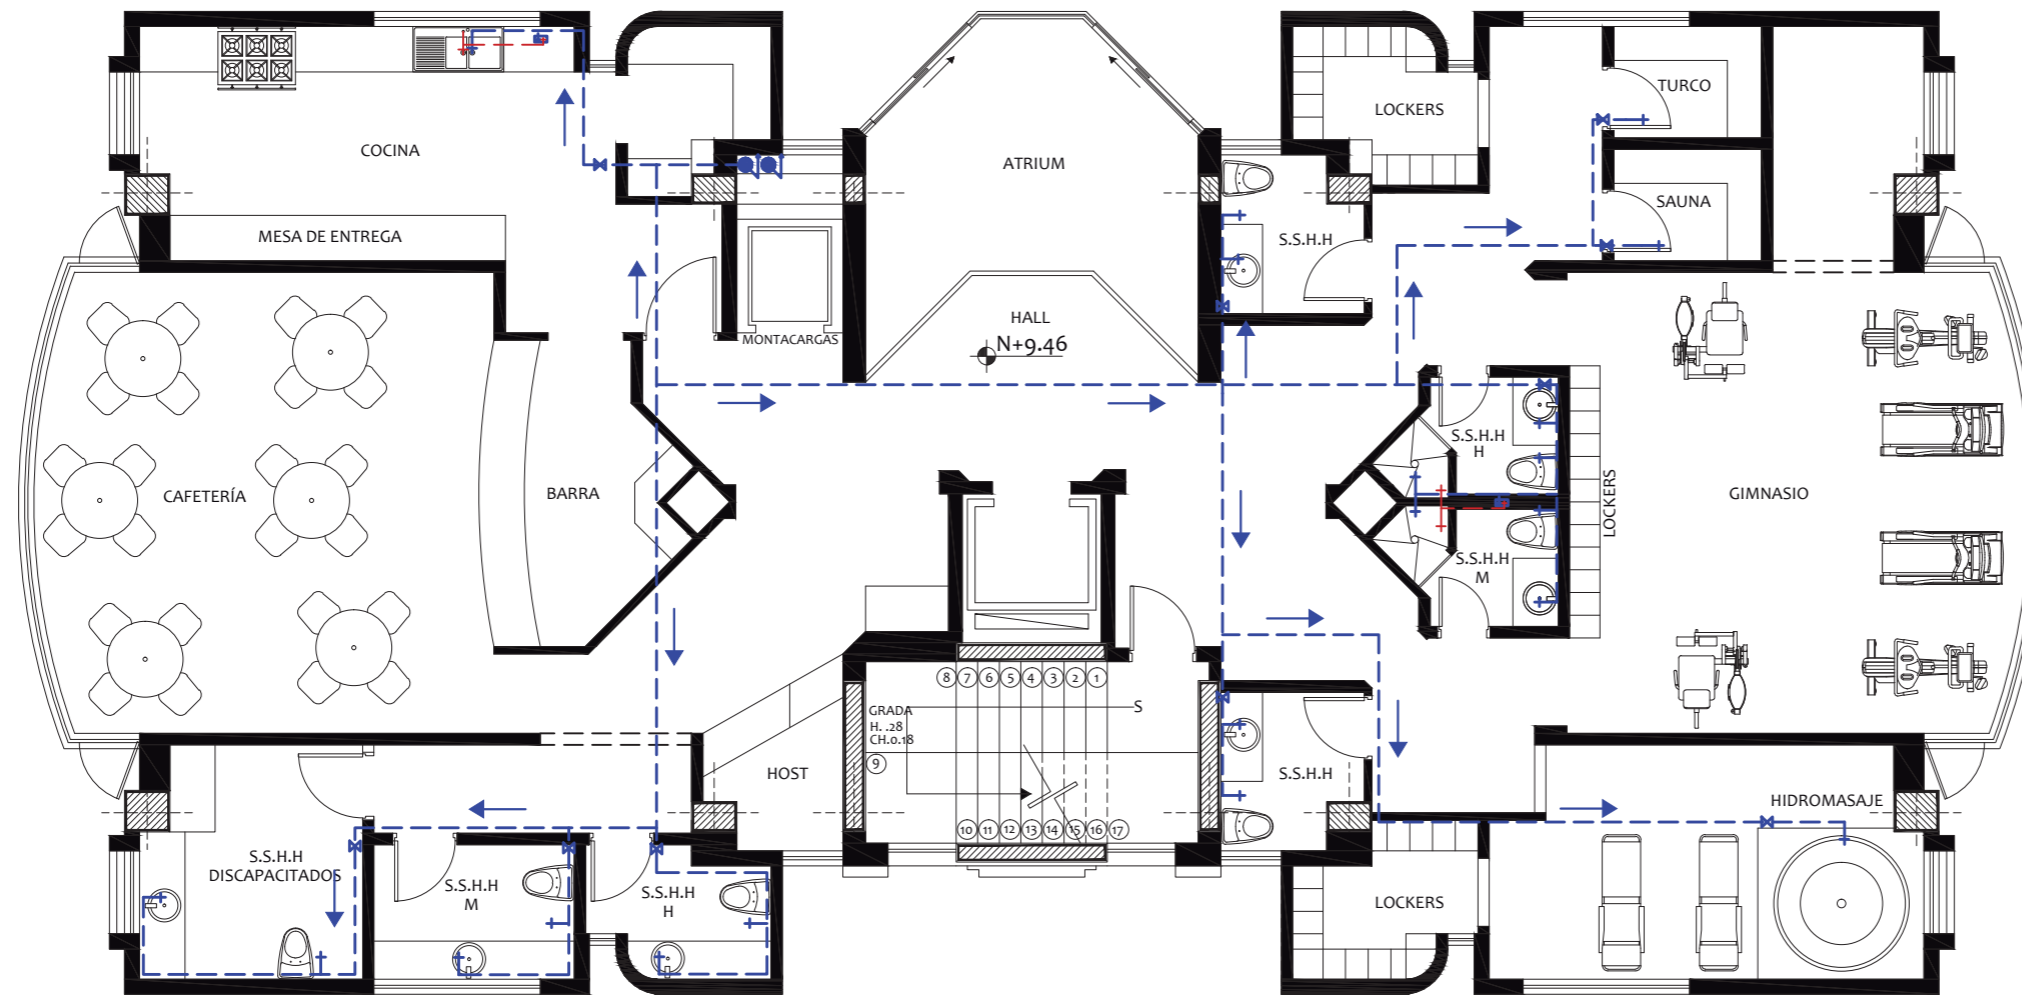 TURCO
LOCKERS
COCINA
ATRIUM
SAUNA
MESA DE ENTREGA
S.S.H.H
HALL
N+9.46
MONTACARGAS
S.S.H.H
H
CAFETERÍA
BARRA
LOCKERS
GIMNASIO
S.S.H.H
M
8 7 6 5 4 3 2 1
S
GRADA
H. .28
CH.0.18
9
HOST
S.S.H.H
HIDROMASAJE
10 11 12 13 14 15 16 17
S.S.H.H
DISCAPACITADOS
S.S.H.H
M
S.S.H.H
H
LOCKERS